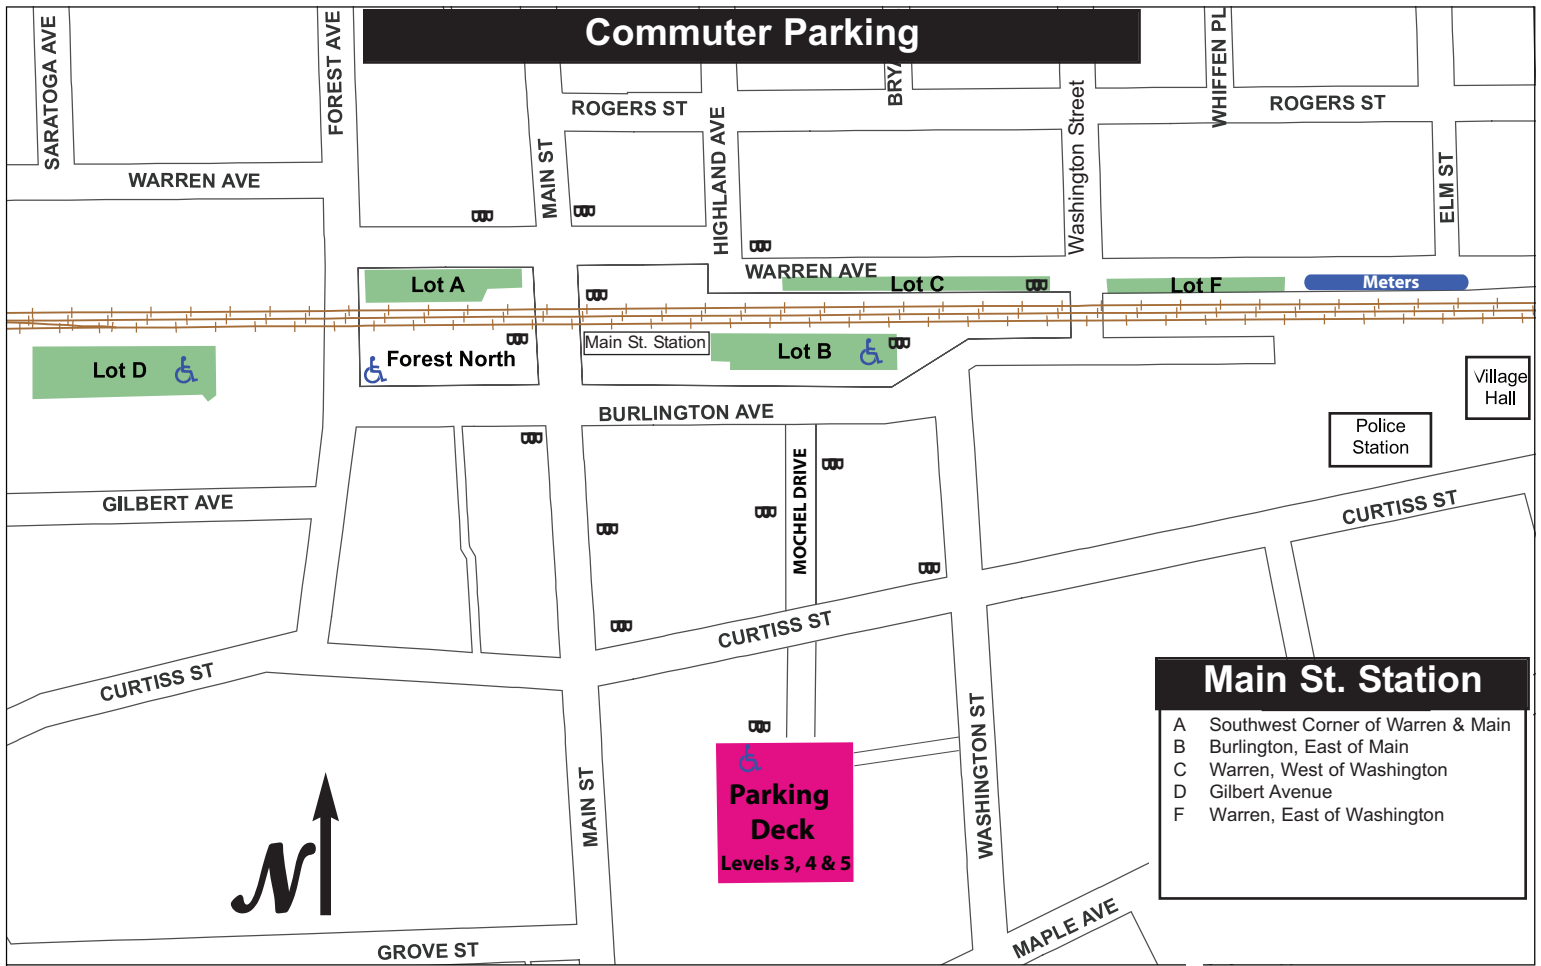 Commuter Parking
SARATOGA AVE
FOREST AVE
MAIN ST
ROGERS ST
HIGHLAND AVE
BRYA
Washington Street
WHIFFEN PL
ROGERS ST
ELM ST
WARREN AVE
WARREN AVE
Lot A
Lot C
Lot F
Meters
Main St. Station
Lot B
Lot D
Forest North
Village
Hall
Police
Station
BURLINGTON AVE
MOCHEL DRIVE
GILBERT AVE
CURTISS ST
CURTISS ST
CURTISS ST
Main St. Station
A Southwest Corner of Warren & Main
B Burlington, East of Main
C Warren, West of Washington
D Gilbert Avenue
F Warren, East of Washington
MAIN ST
WASHINGTON ST
Parking
Deck
Levels 3, 4 & 5
N
GROVE ST
MAPLE AVE